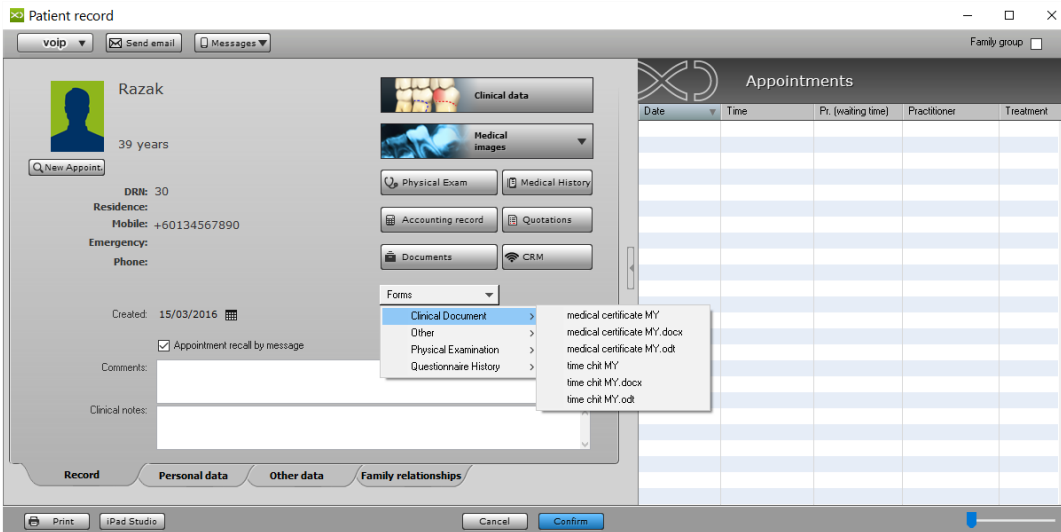 Patient record
voip
Send email
Messages
Family group
Razak
39 years
New Appoint.
DRN: 30
Residence:
Mobile: +60134567890
Emergency:
Phone:
Created: 15/03/2016
Appointment recall by message
Comments:
Clinical notes:
Clinical data
Medical images
Physical Exam
Medical History
Accounting record
Quotations
Documents
CRM
Forms
Clinical Document
Other
Physical Examination
Questionnaire History
medical certificate MY
medical certificate MY.docx
medical certificate MY.odt
time chit MY
time chit MY.docx
time chit MY.odt
Appointments
Date Time Pr. (waiting time) Practitioner Treatment
Record Personal data Other data Family relationships
Print iPad Studio Cancel Confirm